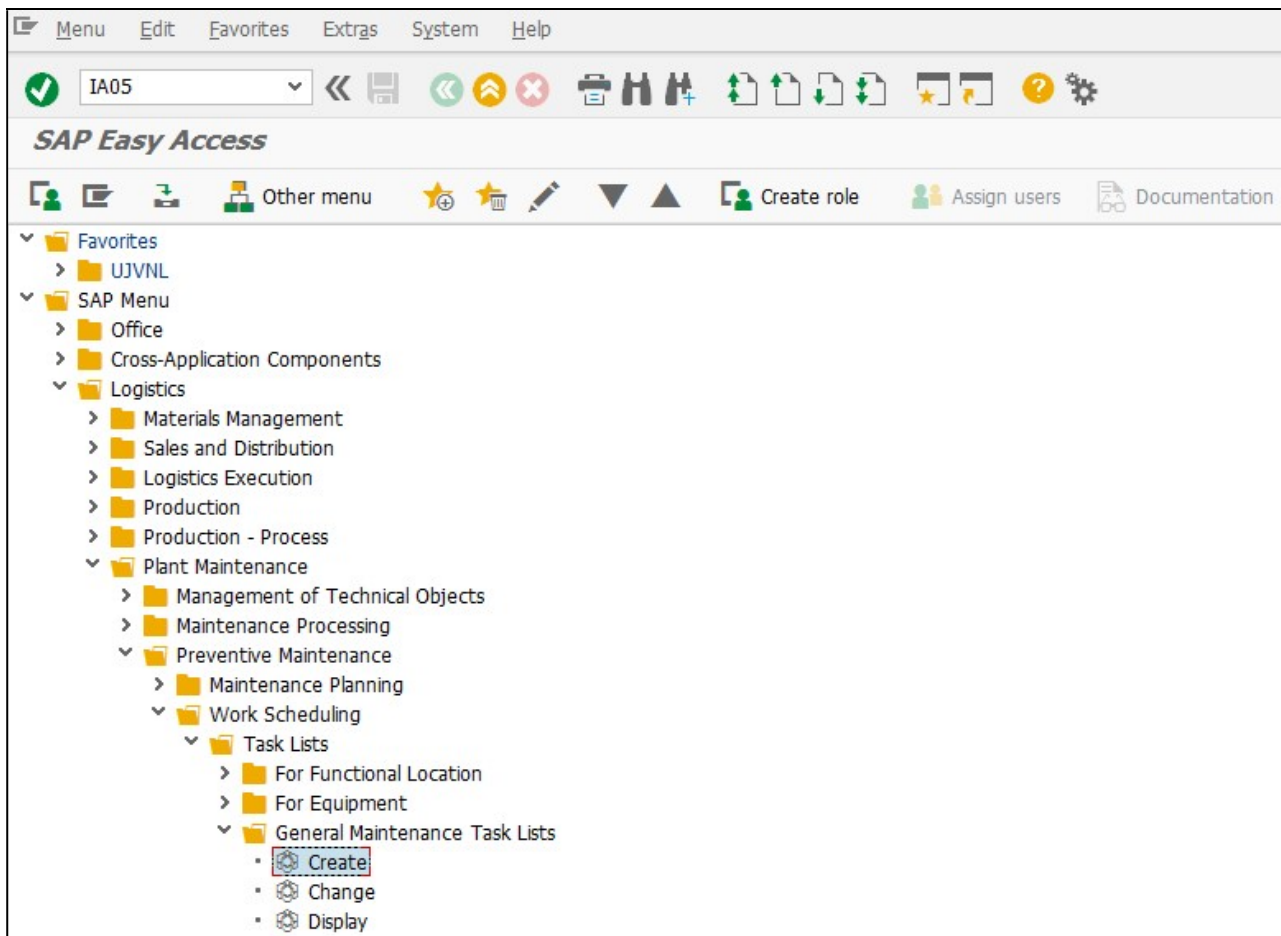 Menu Edit Favorites Extras System Help
IA05
SAP Easy Access
Other menu Create role Assign users Documentation
Favorites
UJVNL
SAP Menu
Office
Cross-Application Components
Logistics
Materials Management
Sales and Distribution
Logistics Execution
Production
Production - Process
Plant Maintenance
Management of Technical Objects
Maintenance Processing
Preventive Maintenance
Maintenance Planning
Work Scheduling
Task Lists
For Functional Location
For Equipment
General Maintenance Task Lists
Create
Change
Display